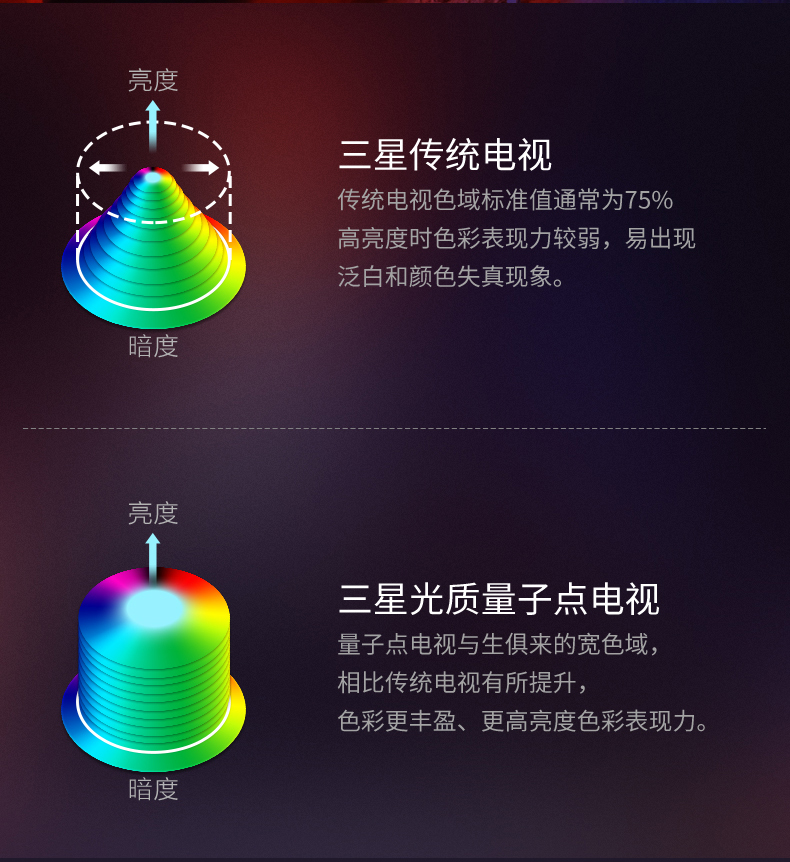 亮度
三星传统电视
传统电视色域标准值通常为75%
高亮度时色彩表现力较弱，易出现
泛白和颜色失真现象。
暗度
亮度
三星光质量子点电视
量子点电视与生俱来的宽色域，
相比传统电视有所提升，
色彩更丰盈、更高亮度色彩表现力。
暗度